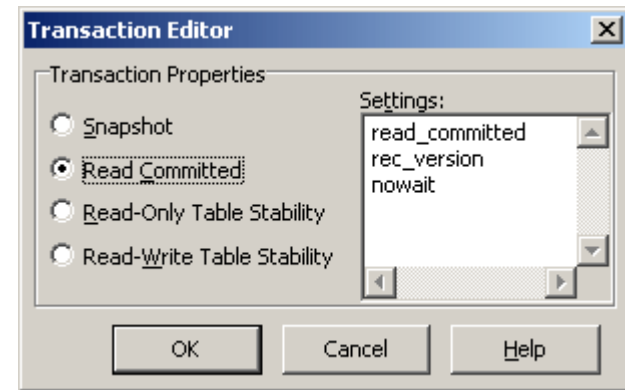 Transaction Editor
Transaction Properties
Snapshot
Read Committed
Read-Only Table Stability
Read-Write Table Stability
Settings:
read_committed
rec_version
nowait
OK
Cancel
Help